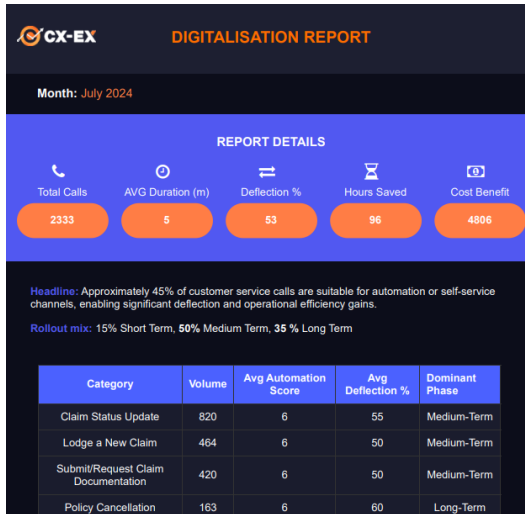 CX-EX
DIGITALISATION REPORT
Month: July 2024
REPORT DETAILS
Total Calls
AVG Duration (m)
Deflection %
Hours Saved
Cost Benefit
2333
5
53
96
4806
Headline: Approximately 45% of customer service calls are suitable for automation or self-service
channels, enabling significant deflection and operational efficiency gains.
Rollout mix: 15% Short Term, 50% Medium Term, 35 % Long Term
Category Volume Avg Automation Score Avg Deflection % Dominant Phase
Claim Status Update 820 6 55 Medium-Term
Lodge a New Claim 464 6 50 Medium-Term
Submit/Request Claim Documentation 420 6 50 Medium-Term
Policy Cancellation 163 6 60 Long-Term